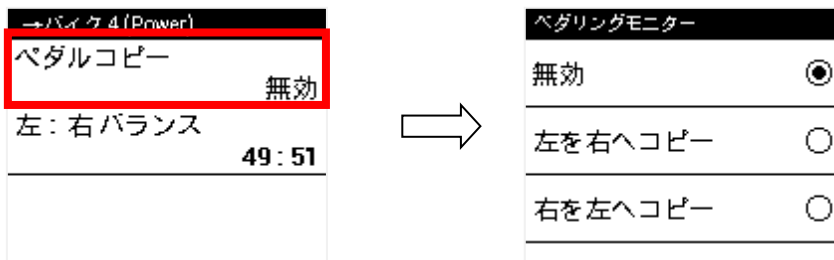 →バイク 4 (Power)
ペダルコピー
無効
左:右バランス
49:51
ペダリングモニター
無効
左を右へコピー
右を左へコピー